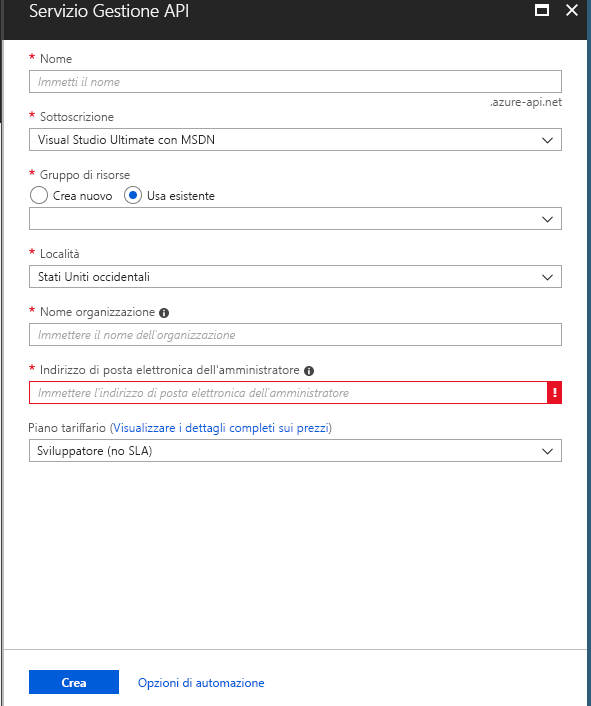 Servizio Gestione API
* Nome
Immetti il nome
.azure-api.net
* Sottoscrizione
Visual Studio Ultimate con MSDN
* Gruppo di risorse
Crea nuovo Usa esistente
* Località
Stati Uniti occidentali
* Nome organizzazione
Immettere il nome dell'organizzazione
* Indirizzo di posta elettronica dell'amministratore
Immettere l'indirizzo di posta elettronica dell'amministratore
Piano tariffario (Visualizzare i dettagli completi sui prezzi)
Sviluppatore (no SLA)
Crea Opzioni di automazione